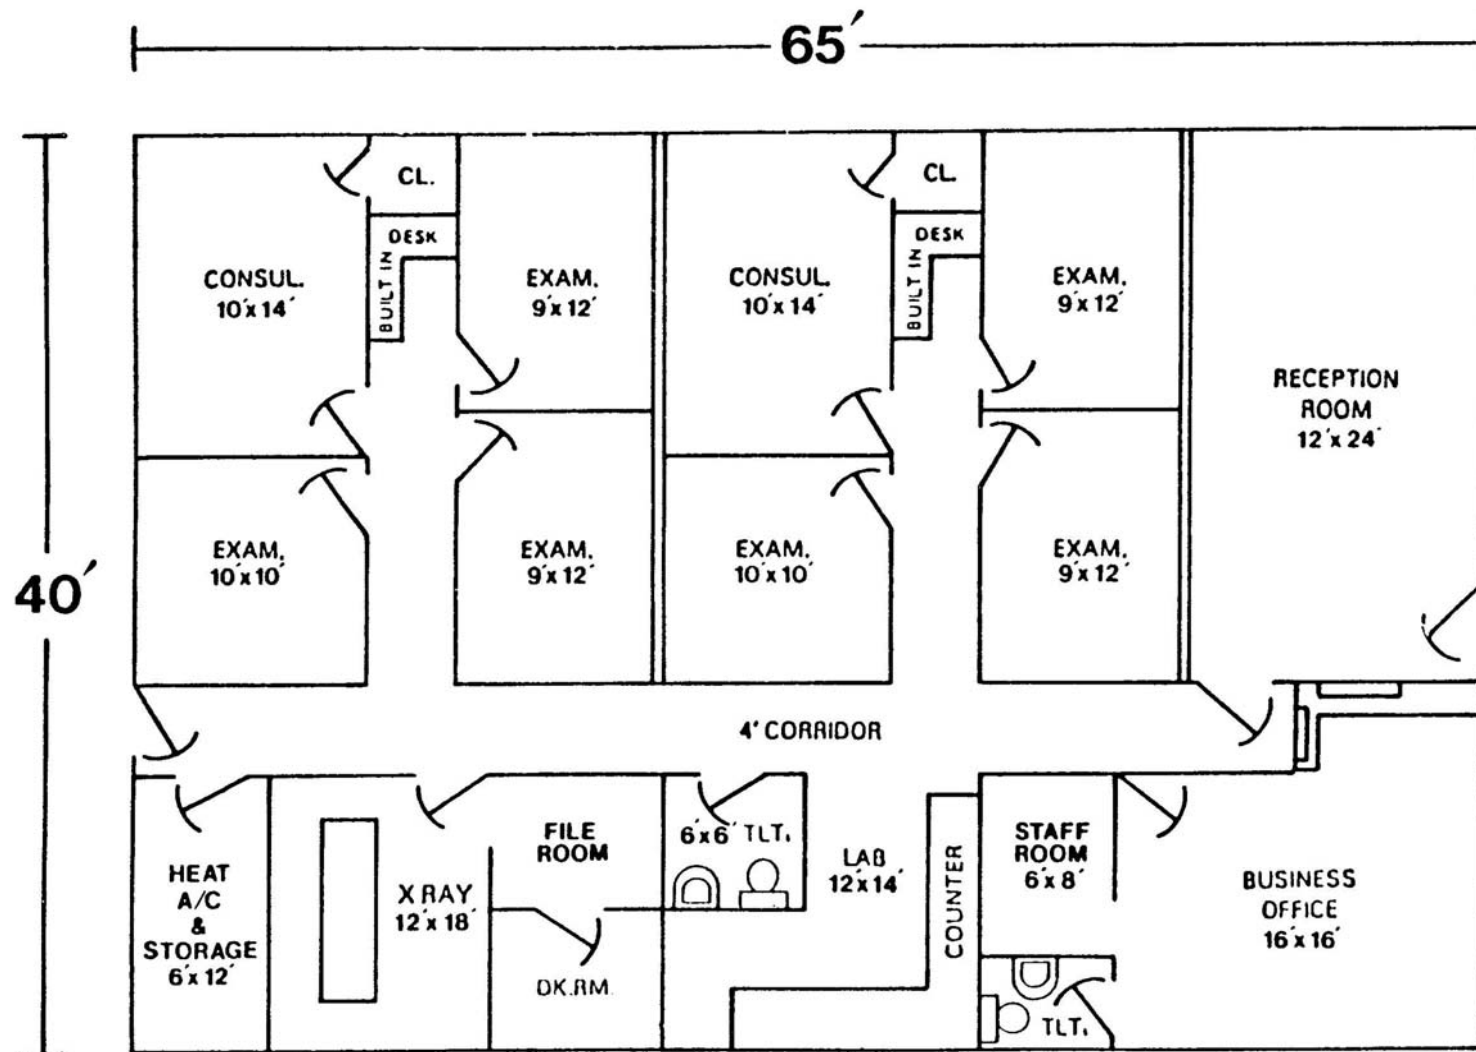 65´
CL.
CL.
DESK
DESK
BUILT IN
BUILT IN
CONSUL.
10´x 14´
EXAM.
9´x 12´
CONSUL.
10´x 14´
EXAM.
9´x 12´
RECEPTION
ROOM
12´x 24´
EXAM.
10´x 10´
EXAM.
9´x 12´
EXAM.
10´x 10´
EXAM.
9´x 12´
40´
4' CORRIDOR
HEAT
A/C
&
STORAGE
6´x 12´
X RAY
12´x 18´
FILE
ROOM
DK.RM.
6´x 6´ TLT.
LAB
12´x 14´
COUNTER
STAFF
ROOM
6´x 8´
TLT.
BUSINESS
OFFICE
16´x 16´